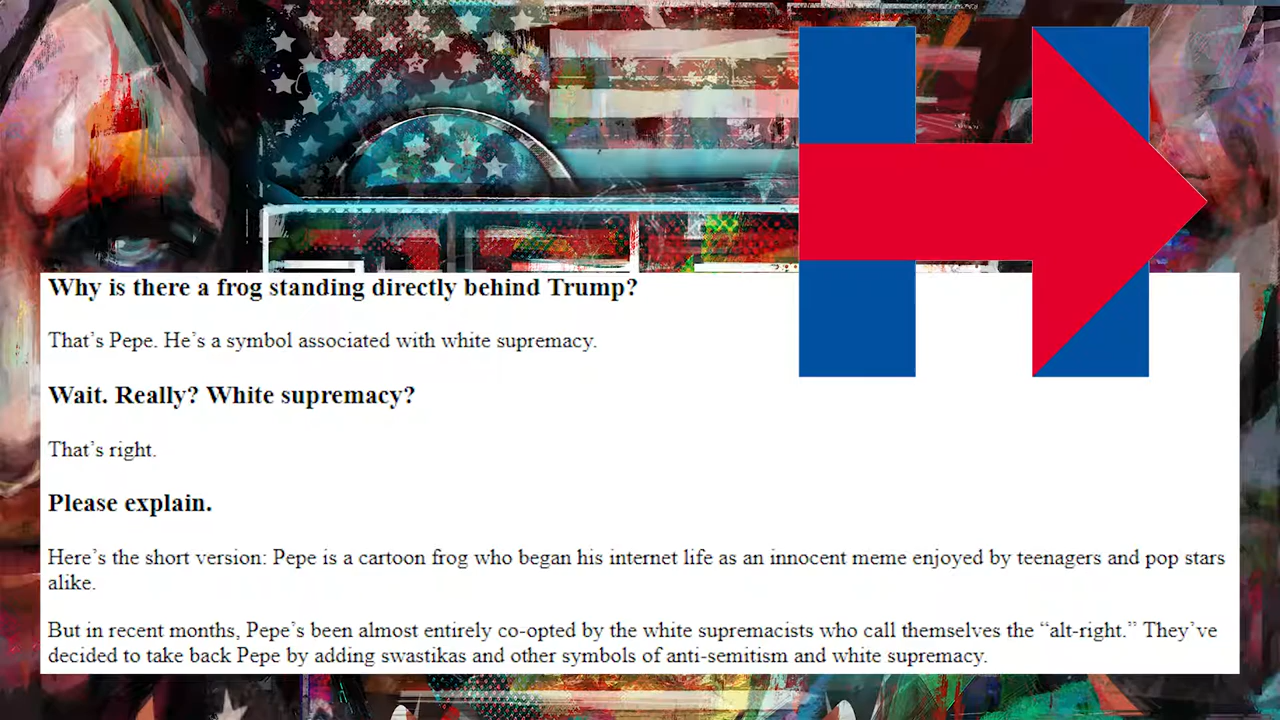 Why is there a frog standing directly behind Trump?
That’s Pepe. He’s a symbol associated with white supremacy.
Wait. Really? White supremacy?
That’s right.
Please explain.
Here’s the short version: Pepe is a cartoon frog who began his internet life as an innocent meme enjoyed by teenagers and pop stars
alike.
But in recent months, Pepe’s been almost entirely co-opted by the white supremacists who call themselves the “alt-right.” They’ve
decided to take back Pepe by adding swastikas and other symbols of anti-semitism and white supremacy.